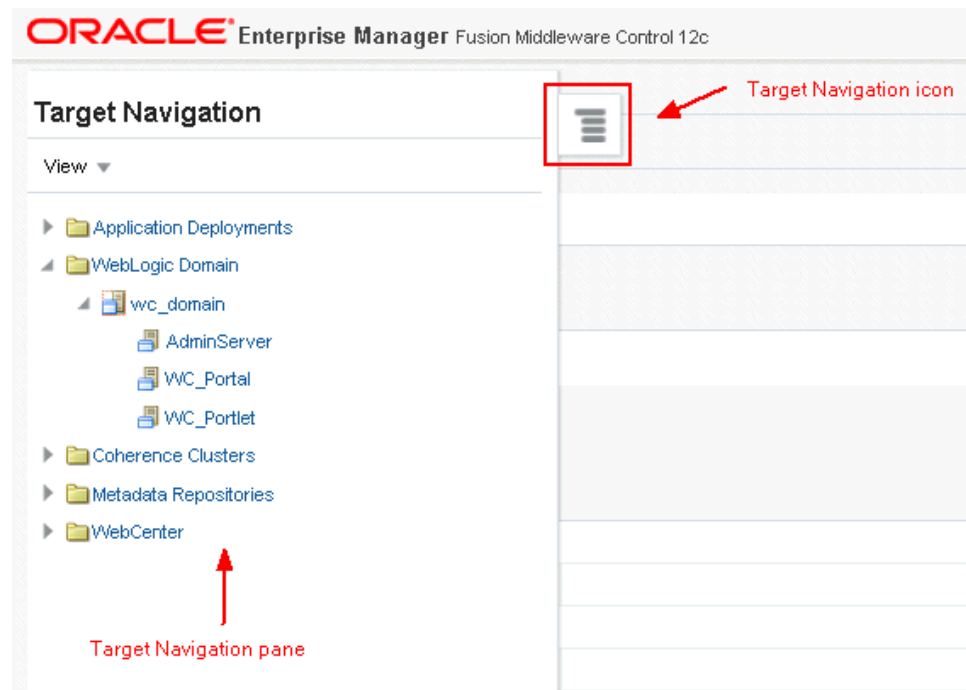 ORACLE Enterprise Manager Fusion Middleware Control 12c
Target Navigation icon
Target Navigation
View
Application Deployments
WebLogic Domain
wc_domain
AdminServer
WC_Portal
WC_Portlet
Coherence Clusters
Metadata Repositories
WebCenter
Target Navigation pane